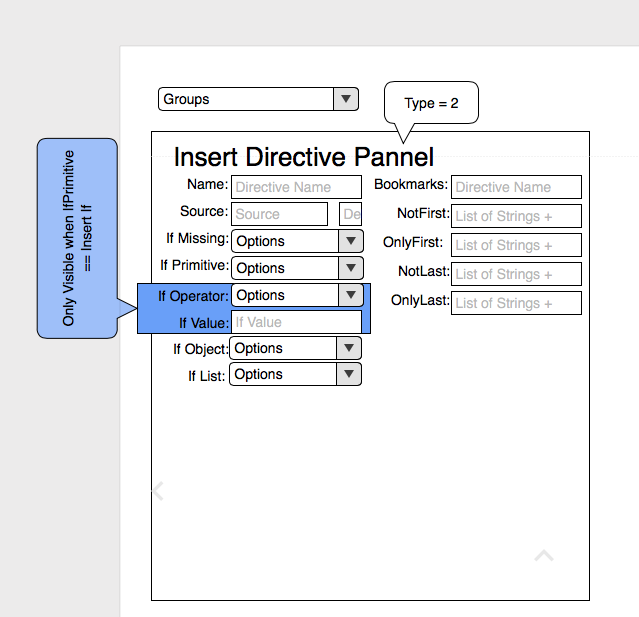 Groups
Type = 2
Only Visible when IfPrimitive
== Insert If
Insert Directive Pannel
Name: Directive Name
Source: Source De
If Missing: Options
If Primitive: Options
If Operator: Options
If Value: If Value
If Object: Options
If List: Options
Bookmarks: Directive Name
NotFirst: List of Strings +
OnlyFirst: List of Strings +
NotLast: List of Strings +
OnlyLast: List of Strings +